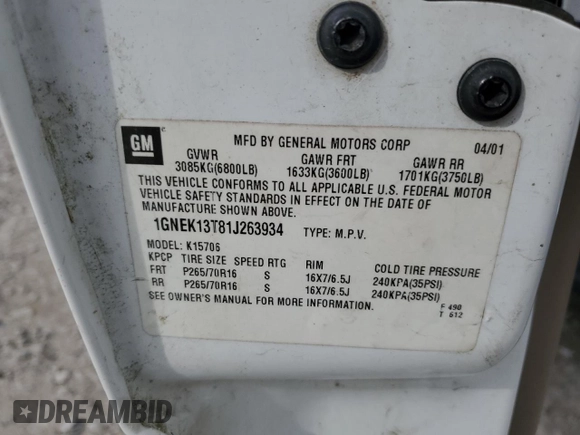 GM
MFD BY GENERAL MOTORS CORP 04/01
GVWR GAWR FRT GAWR RR
3085KG(6800LB) 1633KG(3600LB) 1701KG(3750LB)
THIS VEHICLE CONFORMS TO ALL APPLICABLE U.S. FEDERAL MOTOR
VEHICLE SAFETY STANDARDS IN EFFECT ON THE DATE OF
MANUFACTURE SHOWN ABOVE.
1GNEK13T81J263934 TYPE: M.P.V.
MODEL: K15706
KPCP TIRE SIZE SPEED RTG RIM COLD TIRE PRESSURE
FRT P265/70R16 S 16X7/6.5J 240KPA(35PSI)
RR P265/70R16 S 16X7/6.5J 240KPA(35PSI)
SEE OWNER'S MANUAL FOR MORE INFORMATION.
F 490
T 612
DREAMBID